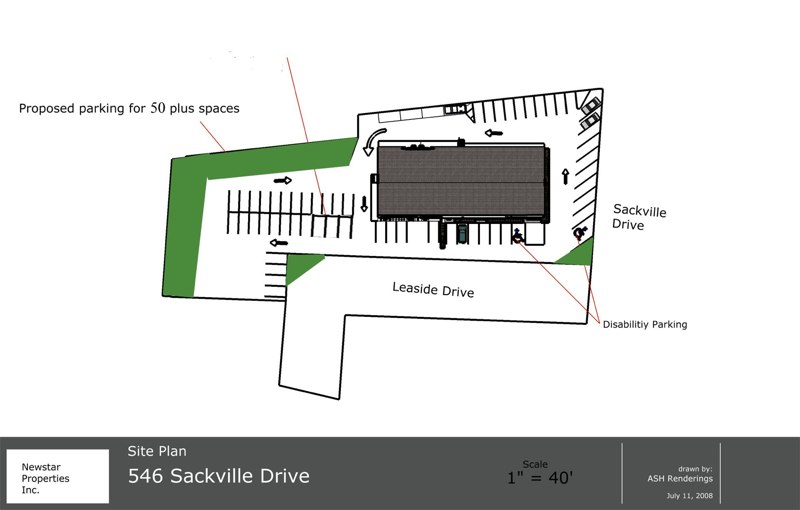 Proposed parking for 50 plus spaces
Sackville
Drive
Leaside Drive
Disabilitiy Parking
Newstar
Properties
Inc.
Site Plan
546 Sackville Drive
Scale
1" = 40'
drawn by:
ASH Renderings
July 11, 2008